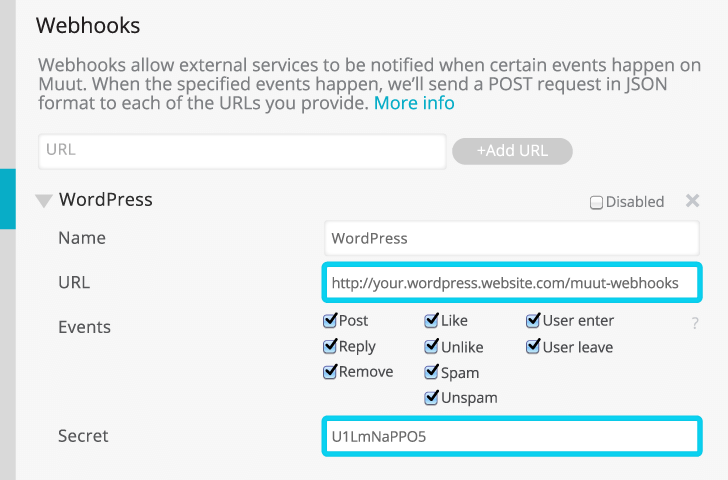 Webhooks
Webhooks allow external services to be notified when certain events happen on
Muut. When the specified events happen, we'll send a POST request in JSON
format to each of the URLs you provide. More info
URL
+Add URL
WordPress
Disabled
Name
WordPress
URL
http://your.wordpress.website.com/muut-webhooks
Events
Post Like User enter ?
Reply Unlike User leave
Remove Spam
Unspam
Secret
U1LmNaPPO5